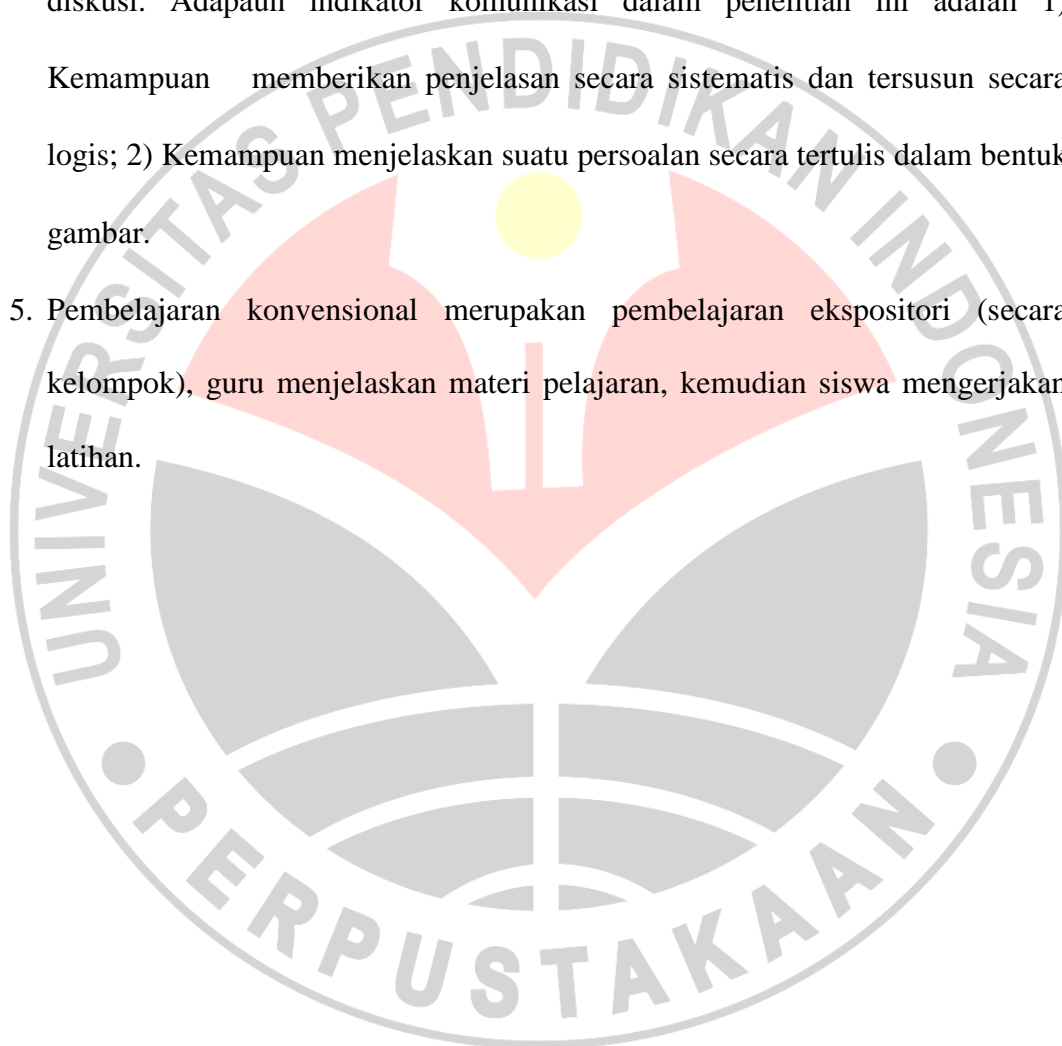 diskusi. Adapaun indikator komunikasi dalam penelitian ini adalah 1)
Kemampuan memberikan penjelasan secara sistematis dan tersusun secara
logis; 2) Kemampuan menjelaskan suatu persoalan secara tertulis dalam bentuk
gambar.
5. Pembelajaran konvensional merupakan pembelajaran ekspositori (secara
kelompok), guru menjelaskan materi pelajaran, kemudian siswa mengerjakan
latihan.
UNIVERSITAS PENDIDIKAN INDONESIA
PERPUSTAKAAN